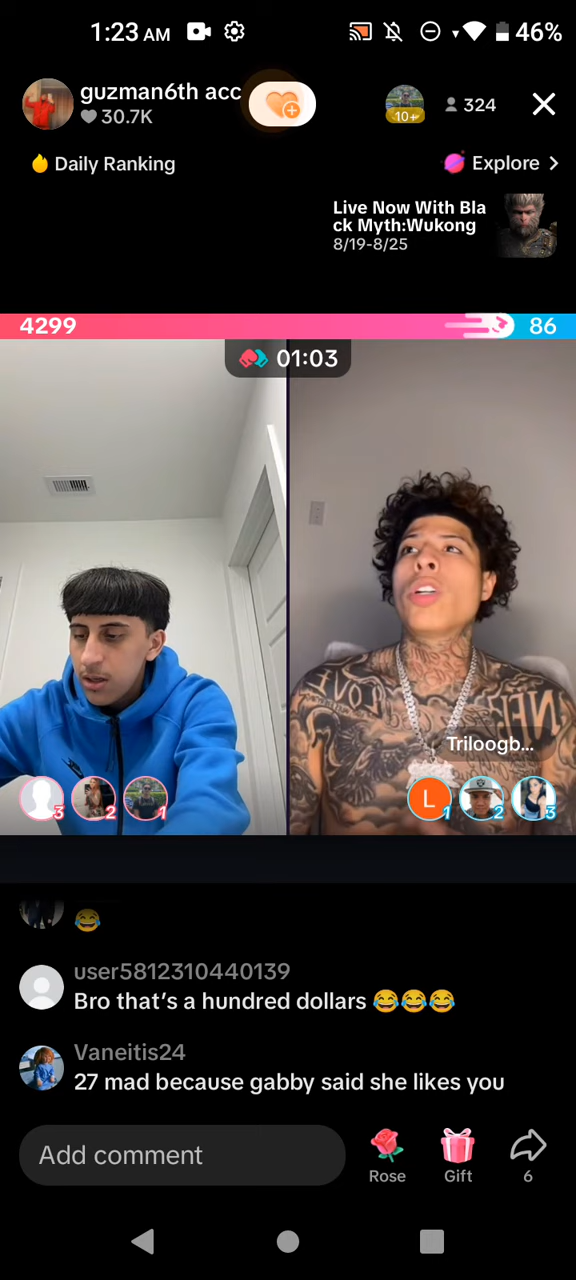 1:23 AM
46%
guzman6th acc
30.7K
10+
324
Daily Ranking
Explore >
Live Now With Bla
ck Myth:Wukong
8/19-8/25
4299
86
01:03
LOVE
Triloogb...
3
2
1
L
1
2
3
😂
user5812310440139
Bro that’s a hundred dollars 😂😂😂
Vaneitis24
27 mad because gabby said she likes you
Add comment
Rose
Gift
6